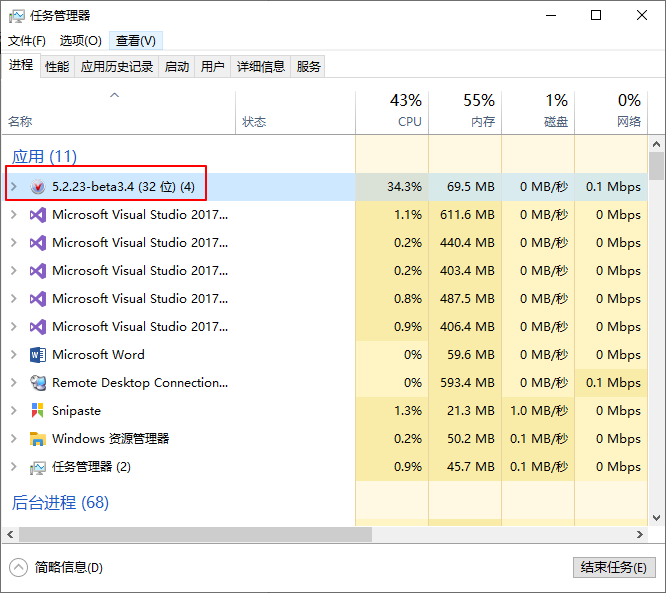 任务管理器
文件(F) 选项(O) 查看(V)
进程 性能 应用历史记录 启动 用户 详细信息 服务
43% 55% 1% 0%
名称 状态 CPU 内存 磁盘 网络
应用 (11)
5.2.23-beta3.4 (32 位) (4) 34.3% 69.5 MB 0 MB/秒 0.1 Mbps
Microsoft Visual Studio 2017... 1.1% 611.6 MB 0 MB/秒 0 Mbps
Microsoft Visual Studio 2017... 0.2% 440.4 MB 0 MB/秒 0 Mbps
Microsoft Visual Studio 2017... 0.2% 403.4 MB 0 MB/秒 0 Mbps
Microsoft Visual Studio 2017... 0.8% 487.5 MB 0 MB/秒 0 Mbps
Microsoft Visual Studio 2017... 0.9% 406.4 MB 0 MB/秒 0 Mbps
Microsoft Word 0% 59.6 MB 0 MB/秒 0 Mbps
Remote Desktop Connection... 0% 593.4 MB 0 MB/秒 0.1 Mbps
Snipaste 1.3% 21.3 MB 1.0 MB/秒 0 Mbps
Windows 资源管理器 0.2% 50.2 MB 0.1 MB/秒 0 Mbps
任务管理器 (2) 0.9% 45.7 MB 0.1 MB/秒 0 Mbps
后台进程 (68)
简略信息(D) 结束任务(E)